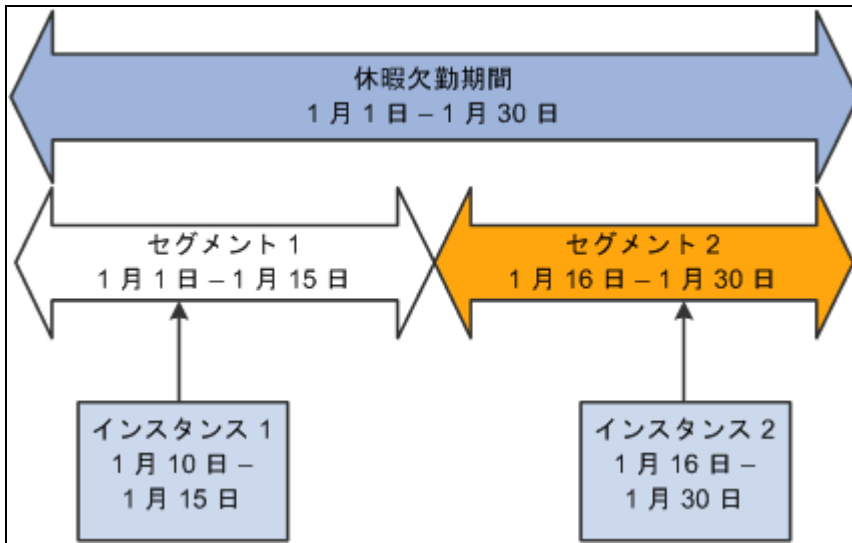 休暇欠勤期間
1 月 1 日 – 1 月 30 日
セグメント 1
1 月 1 日 – 1 月 15 日
セグメント 2
1 月 16 日 – 1 月 30 日
インスタンス 1
1 月 10 日 –
1 月 15 日
インスタンス 2
1 月 16 日 –
1 月 30 日